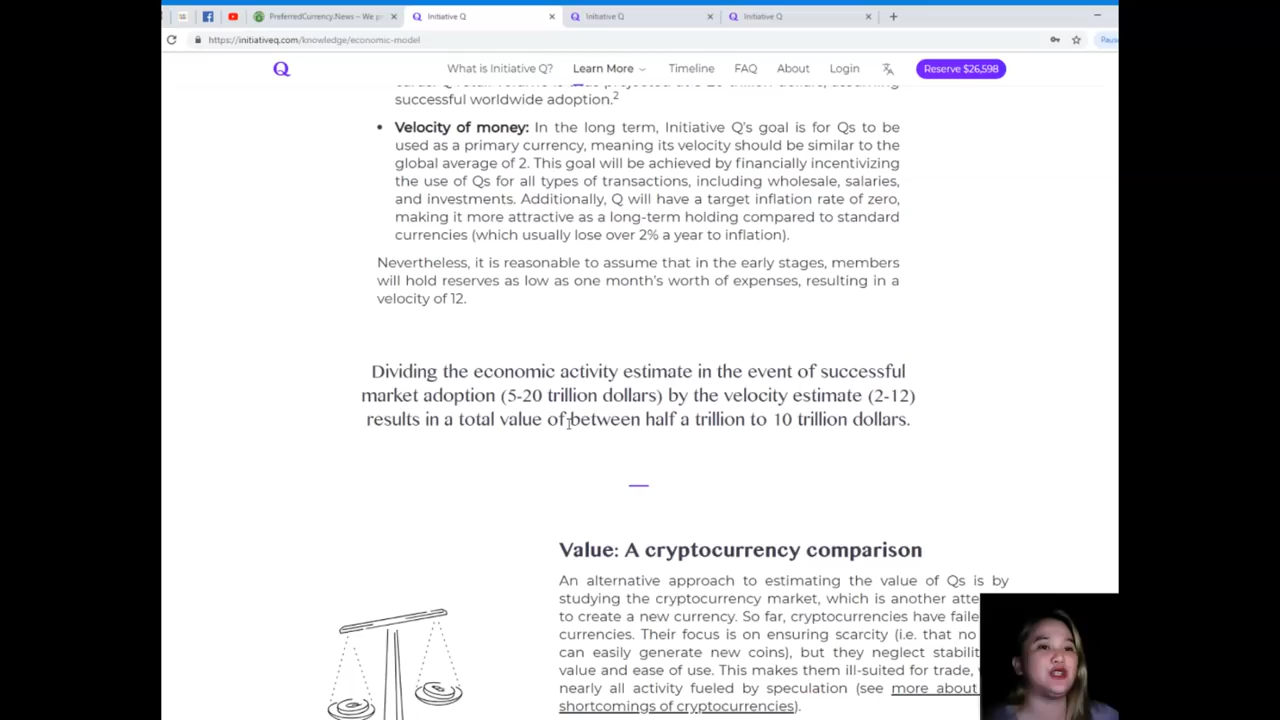 PreferredCurrency.News – We pr
Initiative Q
Initiative Q
Initiative Q
https://initiativeq.com/knowledge/economic-model
Paus
Q
What is Initiative Q?
Learn More
Timeline
FAQ
About
Login
Reserve $26,598
successful worldwide adoption.2
• Velocity of money: In the long term, Initiative Q's goal is for Qs to be
used as a primary currency, meaning its velocity should be similar to the
global average of 2. This goal will be achieved by financially incentivizing
the use of Qs for all types of transactions, including wholesale, salaries,
and investments. Additionally, Q will have a target inflation rate of zero,
making it more attractive as a long-term holding compared to standard
currencies (which usually lose over 2% a year to inflation).
Nevertheless, it is reasonable to assume that in the early stages, members
will hold reserves as low as one month's worth of expenses, resulting in a
velocity of 12.
Dividing the economic activity estimate in the event of successful
market adoption (5-20 trillion dollars) by the velocity estimate (2-12)
results in a total value of between half a trillion to 10 trillion dollars.
Value: A cryptocurrency comparison
An alternative approach to estimating the value of Qs is by
studying the cryptocurrency market, which is another atte
to create a new currency. So far, cryptocurrencies have faile
currencies. Their focus is on ensuring scarcity (i.e. that no
can easily generate new coins), but they neglect stabilit
value and ease of use. This makes them ill-suited for trade,
nearly all activity fueled by speculation (see more about
shortcomings of cryptocurrencies).